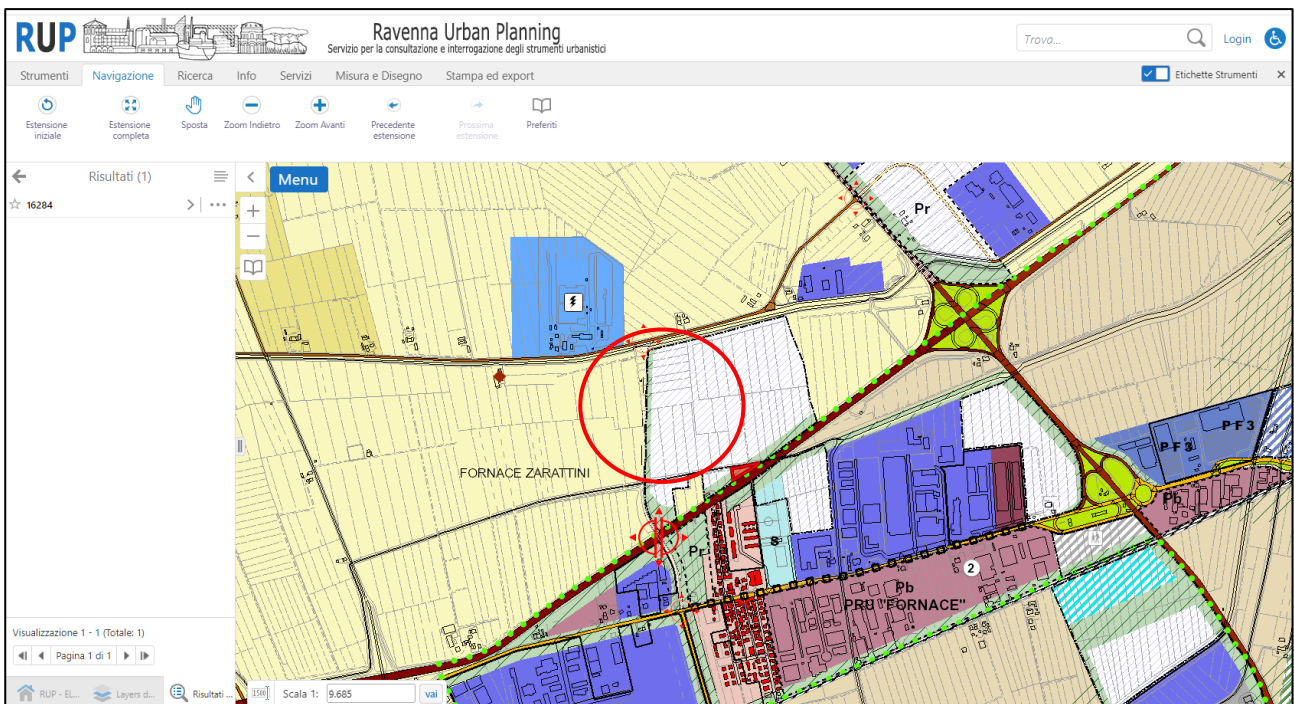 RUP
Ravenna Urban Planning
Servizio per la consultazione e interrogazione degli strumenti urbanistici
Trova...
Login
Strumenti Navigazione Ricerca Info Servizi Misura e Disegno Stampa ed export
Etichette Strumenti
Estensione iniziale
Estensione completa
Sposta
Zoom Indietro
Zoom Avanti
Precedente estensione
Prossima estensione
Preferiti
Risultati (1)
Menu
16284
Pr
FORNACE ZARATTINI
P F 3
P F 3
Pb
Pr
S
2
Pb
PRU "FORNACE"
Visualizzazione 1 - 1 (Totale: 1)
Pagina 1 di 1
RUP - EL... Layers d... Risultati ...
1500
Scala 1: 9.685 vai